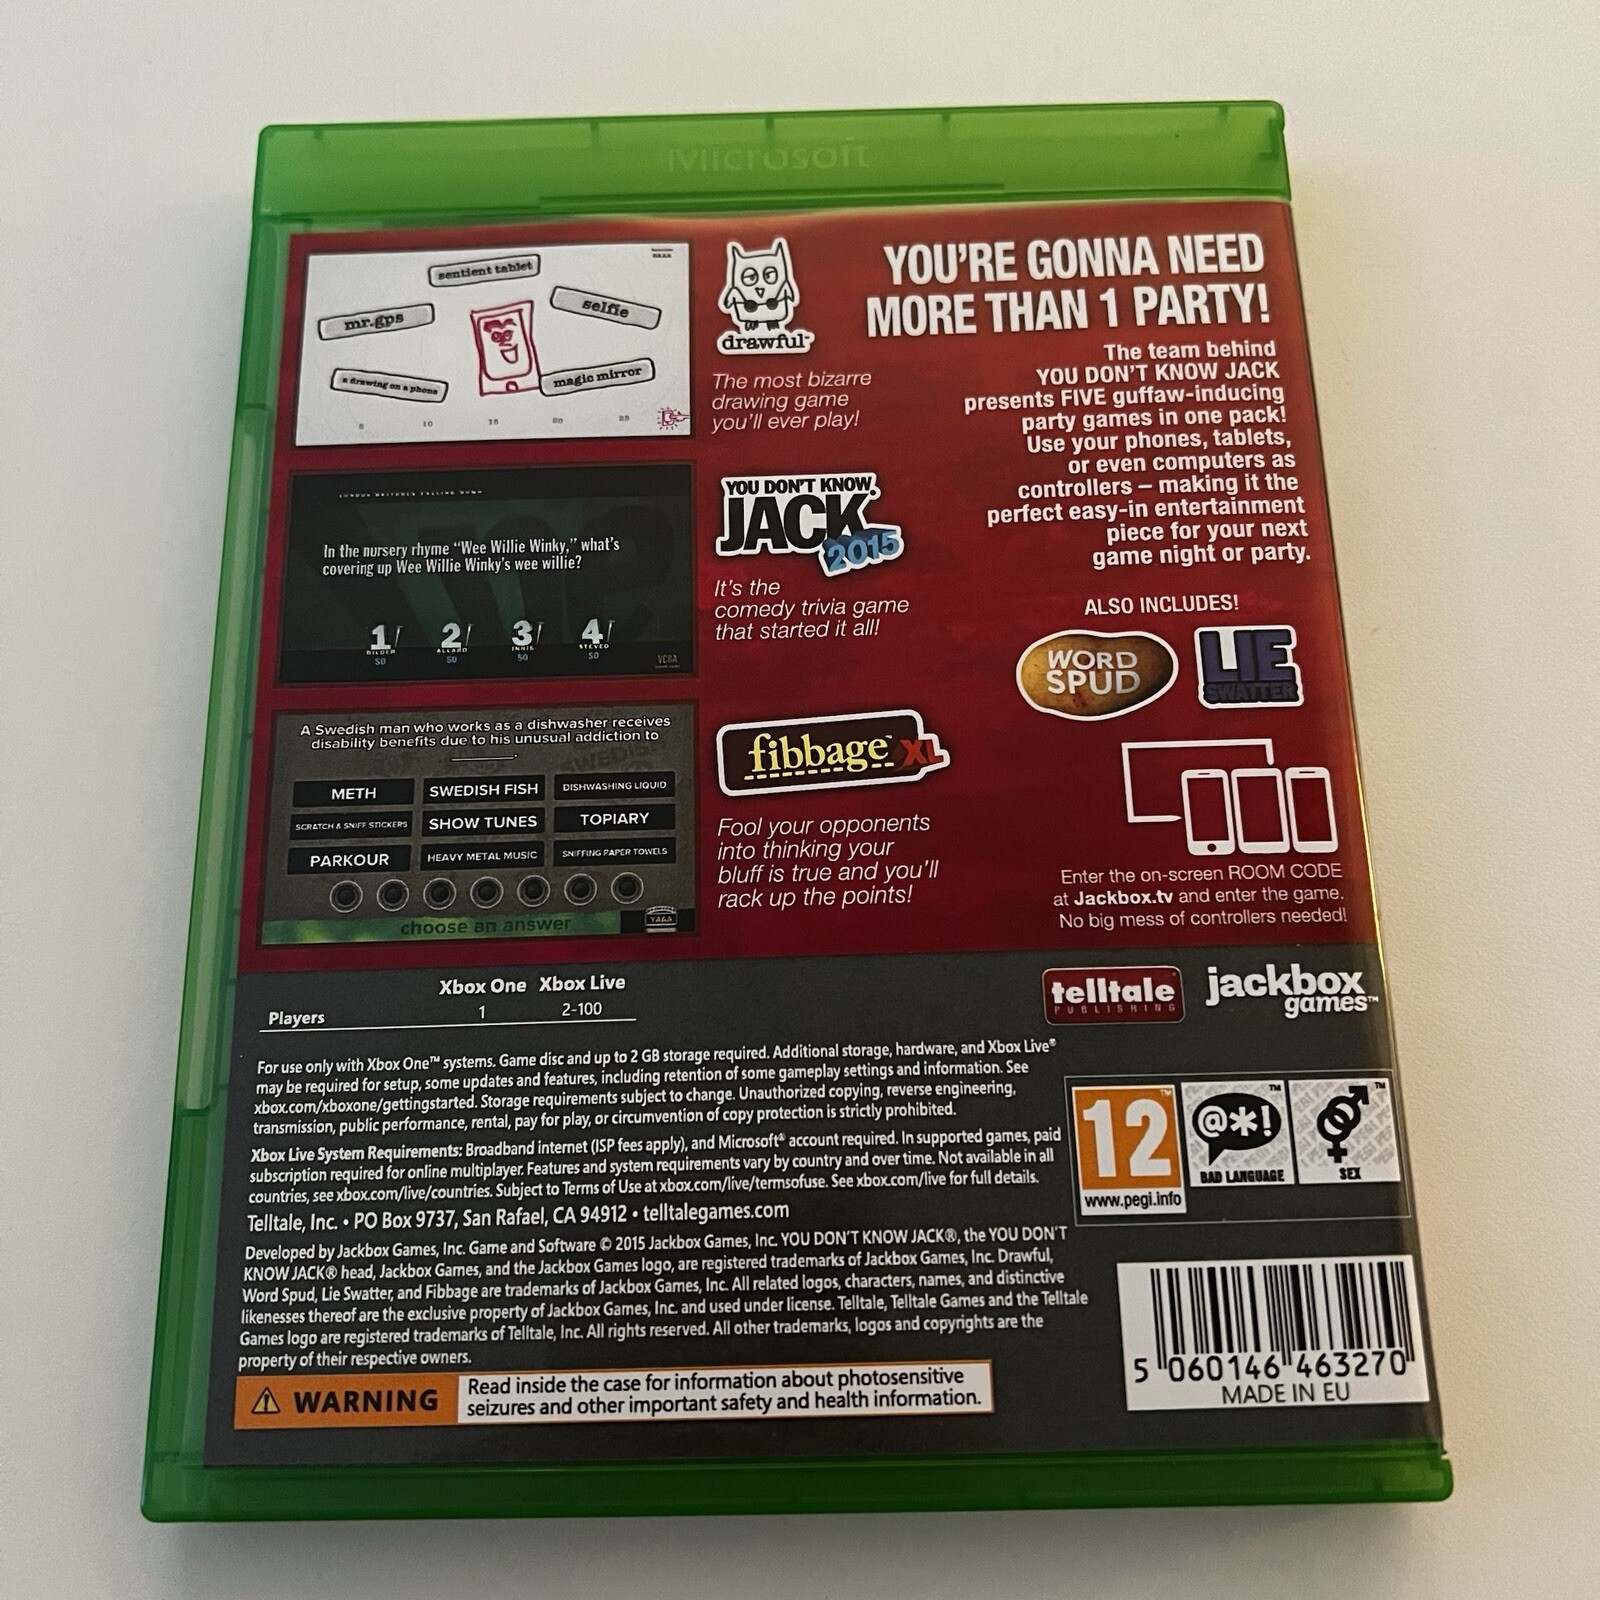 Microsoft
sentient tablet
mr.gps
selfie
a drawing on a phone
magic mirror
5 10 15 20 25
drawful™
The most bizarre
drawing game
you'll ever play!
LONDON BRITCHES FALLING DOWN
In the nursery rhyme "Wee Willie Winky," what's
covering up Wee Willie Winky's wee willie?
1 2 3 4
ALLARD INNIS STEVED
$0 $0 $0 $0
YOU DON'T KNOW
JACK
2015
It's the
comedy trivia game
that started it all!
A Swedish man who works as a dishwasher receives
disability benefits due to his unusual addiction to
METH SWEDISH FISH DISHWASHING LIQUID
SCRATCH & SNIFF STICKERS SHOW TUNES TOPIARY
PARKOUR HEAVY METAL MUSIC SNIFFING PAPER TOWELS
choose an answer
YAGA
fibbage™ XL
Fool your opponents
into thinking your
bluff is true and you'll
rack up the points!
YOU'RE GONNA NEED
MORE THAN 1 PARTY!
The team behind
YOU DON'T KNOW JACK
presents FIVE guffaw-inducing
party games in one pack!
Use your phones, tablets,
or even computers as
controllers – making it the
perfect easy-in entertainment
piece for your next
game night or party.
ALSO INCLUDES!
WORD
SPUD
LIE
SWATTER
Enter the on-screen ROOM CODE
at Jackbox.tv and enter the game.
No big mess of controllers needed!
Xbox One Xbox Live
Players 1 2-100
telltale
PUBLISHING
jackbox
games™
For use only with Xbox One™ systems. Game disc and up to 2 GB storage required. Additional storage, hardware, and Xbox Live®
may be required for setup, some updates and features, including retention of some gameplay settings and information. See
xbox.com/xboxone/gettingstarted. Storage requirements subject to change. Unauthorized copying, reverse engineering,
transmission, public performance, rental, pay for play, or circumvention of copy protection is strictly prohibited.
Xbox Live System Requirements: Broadband internet (ISP fees apply), and Microsoft® account required. In supported games, paid
subscription required for online multiplayer. Features and system requirements vary by country and over time. Not available in all
countries, see xbox.com/live/countries. Subject to Terms of Use at xbox.com/live/termsofuse. See xbox.com/live for full details.
Telltale, Inc. • PO Box 9737, San Rafael, CA 94912 • telltalegames.com
Developed by Jackbox Games, Inc. Game and Software © 2015 Jackbox Games, Inc. YOU DON'T KNOW JACK®, the YOU DON'T
KNOW JACK® head, Jackbox Games, and the Jackbox Games logo, are registered trademarks of Jackbox Games, Inc. Drawful,
Word Spud, Lie Swatter, and Fibbage are trademarks of Jackbox Games, Inc. All related logos, characters, names, and distinctive
likenesses thereof are the exclusive property of Jackbox Games, Inc. and used under license. Telltale, Telltale Games and the Telltale
Games logo are registered trademarks of Telltale, Inc. All rights reserved. All other trademarks, logos and copyrights are the
property of their respective owners.
12™
www.pegi.info
@*!
BAD LANGUAGE
SEX
WARNING
Read inside the case for information about photosensitive
seizures and other important safety and health information.
5 060146 463270
MADE IN EU